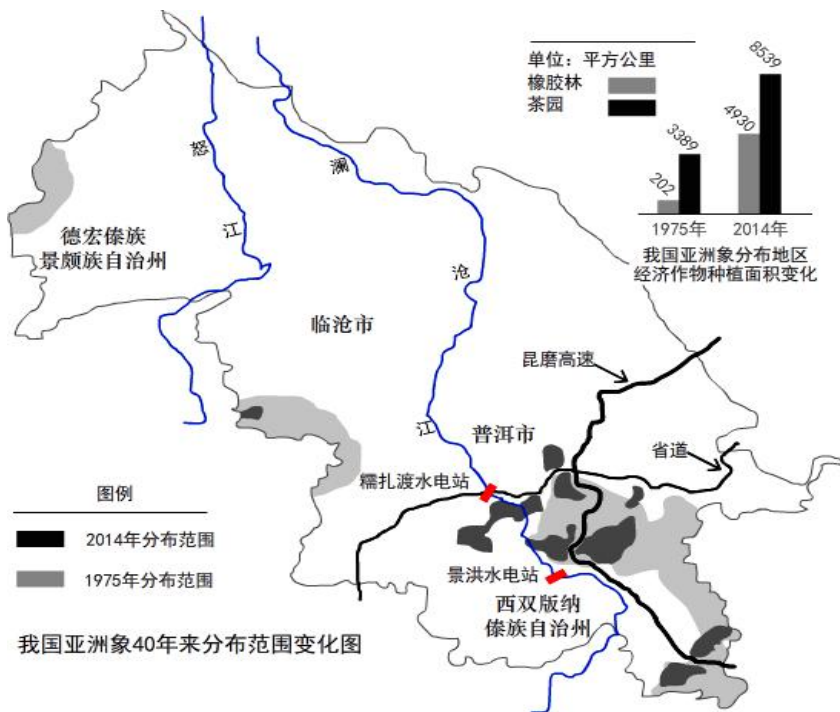 单位：平方公里
橡胶林
茶园
202
3389
4930
8539
1975年
2014年
我国亚洲象分布地区
经济作物种植面积变化
怒
江
澜
沧
江
德宏傣族
景颇族自治州
临沧市
昆磨高速
普洱市
省道
糯扎渡水电站
景洪水电站
西双版纳
傣族自治州
图例
2014年分布范围
1975年分布范围
我国亚洲象40年来分布范围变化图